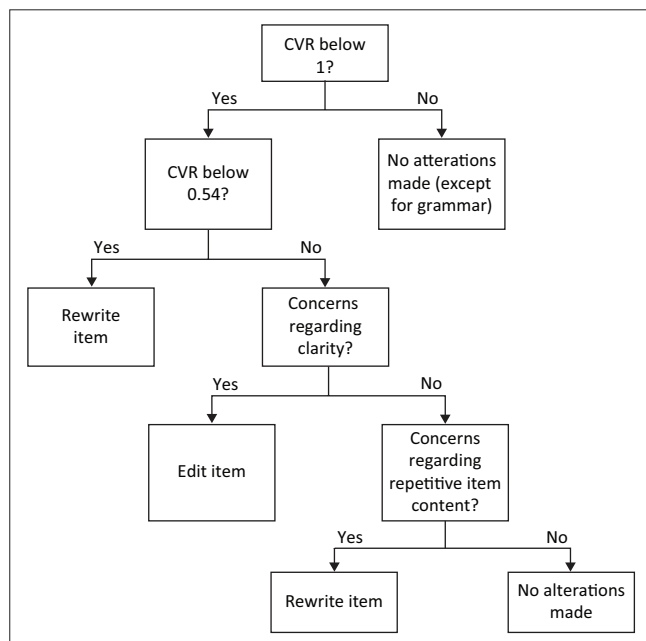 CVR below
1?
Yes
No
CVR below
0.54?
No atterations
made (except
for grammar)
Yes
No
Rewrite
item
Concerns
regarding
clarity?
Yes
No
Edit item
Concerns
regarding
repetitive item
content?
Yes
No
Rewrite item
No alterations
made